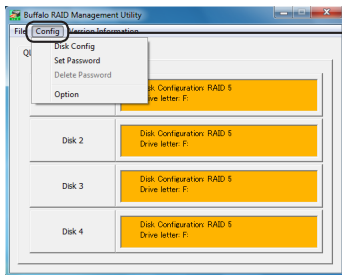 Buffalo RAID Management Utility
File Config Version Information
Disk Config
Set Password
Delete Password
Option
Disk Configuration: RAID 5
Drive letter: F:
Disk 2
Disk Configuration: RAID 5
Drive letter: F:
Disk 3
Disk Configuration: RAID 5
Drive letter: F:
Disk 4
Disk Configuration: RAID 5
Drive letter: F: